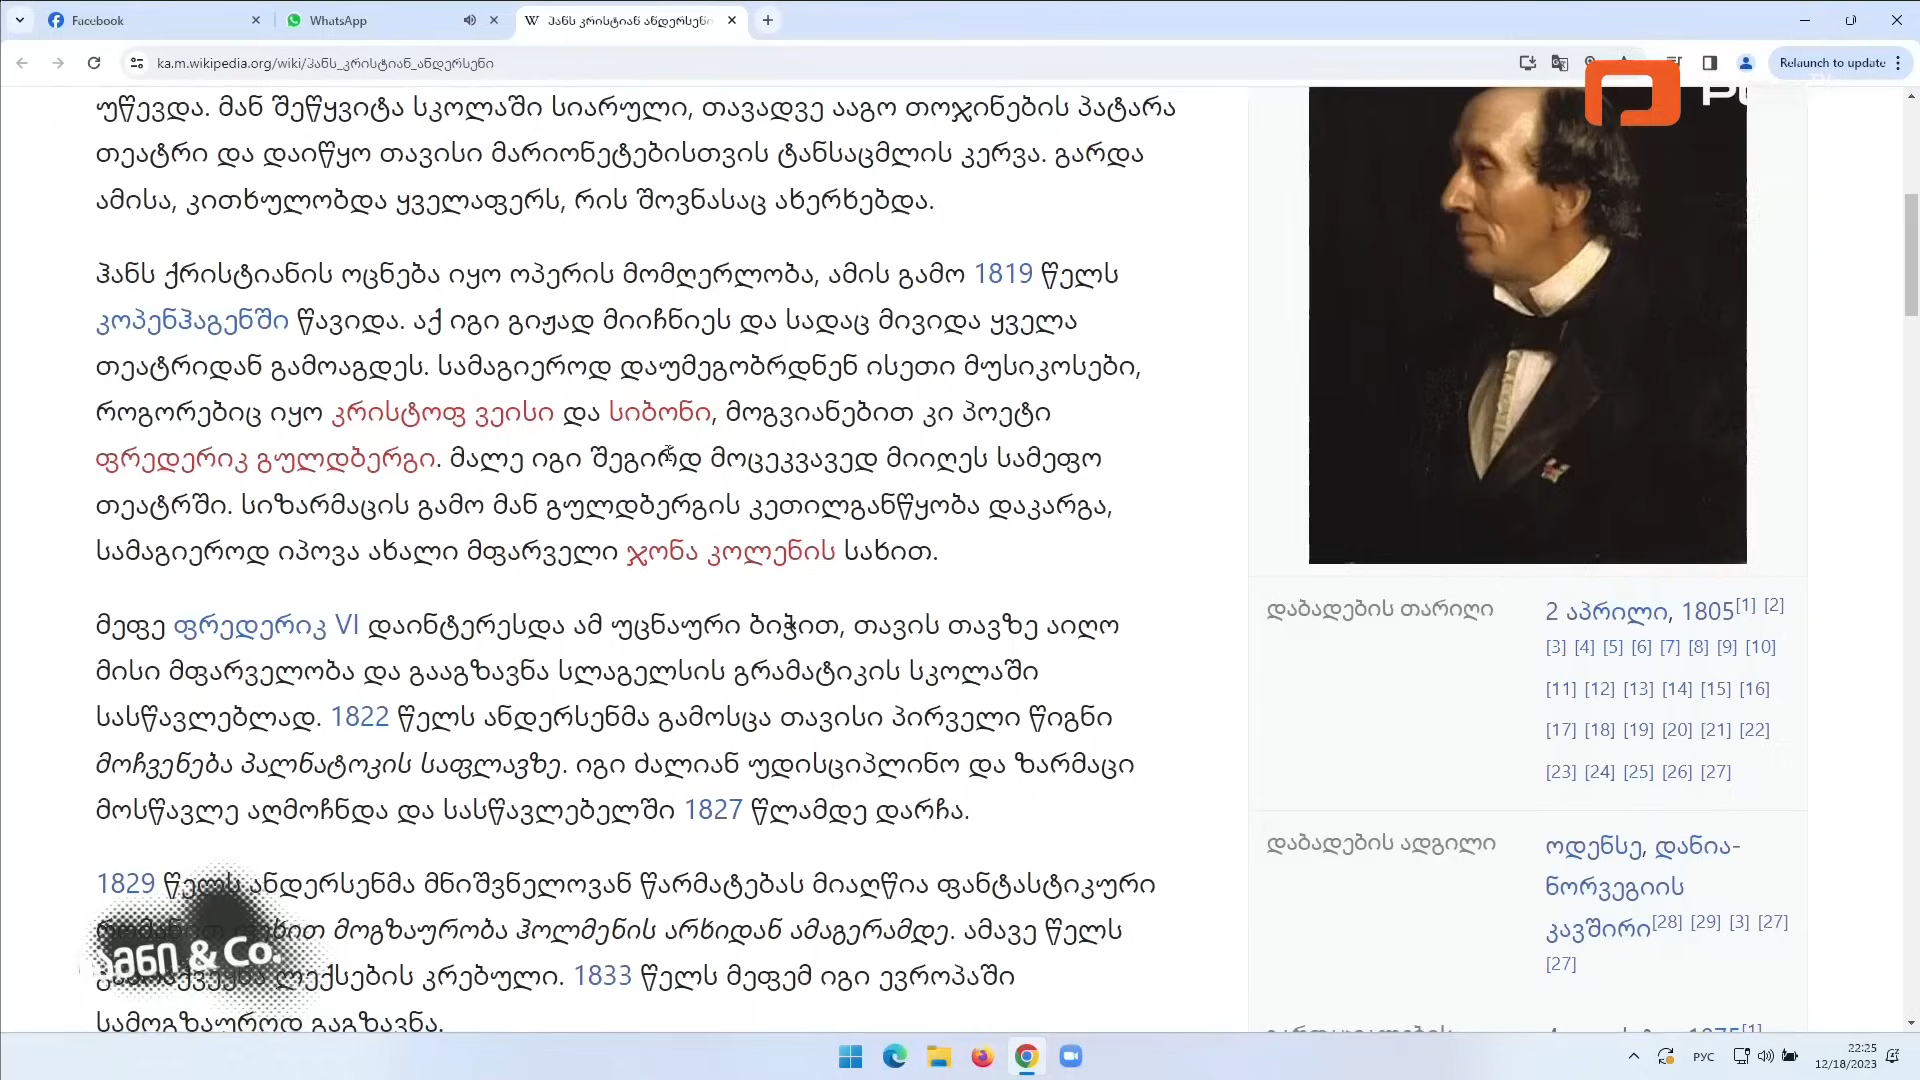 Facebook
WhatsApp
ჰანს კრისტიან ანდერსენი
ka.m.wikipedia.org/wiki/ჰანს_კრისტიან_ანდერსენი
Relaunch to update
უწევდა. მან შეწყვიტა სკოლაში სიარული, თავადვე ააგო თოჯინების პატარა
თეატრი და დაიწყო თავისი მარიონეტებისთვის ტანსაცმლის კერვა. გარდა
ამისა, კითხულობდა ყველაფერს, რის შოვნასაც ახერხებდა.
ჰანს ქრისტიანის ოცნება იყო ოპერის მომღერლობა, ამის გამო 1819 წელს
კოპენჰაგენში წავიდა. აქ იგი გიჟად მიიჩნიეს და სადაც მივიდა ყველა
თეატრიდან გამოაგდეს. სამაგიეროდ დაუმეგობრდნენ ისეთი მუსიკოსები,
როგორებიც იყო კრისტოფ ვეისი და სიბონი, მოგვიანებით კი პოეტი
ფრედერიკ გულდბერგი. მალე იგი შეგირდ მოცეკვავედ მიიღეს სამეფო
თეატრში. სიზარმაცის გამო მან გულდბერგის კეთილგანწყობა დაკარგა,
სამაგიეროდ იპოვა ახალი მფარველი ჯონა კოლენის სახით.
მეფე ფრედერიკ VI დაინტერესდა ამ უცნაური ბიჭით, თავის თავზე აიღო
მისი მფარველობა და გააგზავნა სლაგელსის გრამატიკის სკოლაში
სასწავლებლად. 1822 წელს ანდერსენმა გამოსცა თავისი პირველი წიგნი
მოჩვენება პალნატოკის საფლავზე. იგი ძალიან უდისციპლინო და ზარმაცი
მოსწავლე აღმოჩნდა და სასწავლებელში 1827 წლამდე დარჩა.
1829 წელს ანდერსენმა მნიშვნელოვან წარმატებას მიაღწია ფანტასტიკური
მოგზაურობა ჰოლმენის არხიდან ამაგერამდე. ამავე წელს
ლექსების კრებული. 1833 წელს მეფემ იგი ევროპაში
სამოგზაუროდ გაგზავნა.
& Co.
დაბადების თარიღი
2 აპრილი, 1805[1] [2]
[3] [4] [5] [6] [7] [8] [9] [10]
[11] [12] [13] [14] [15] [16]
[17] [18] [19] [20] [21] [22]
[23] [24] [25] [26] [27]
დაბადების ადგილი
ოდენსე, დანია-
ნორვეგიის
კავშირი[28] [29] [3] [27]
[27]
РУС
22:25
12/18/2023